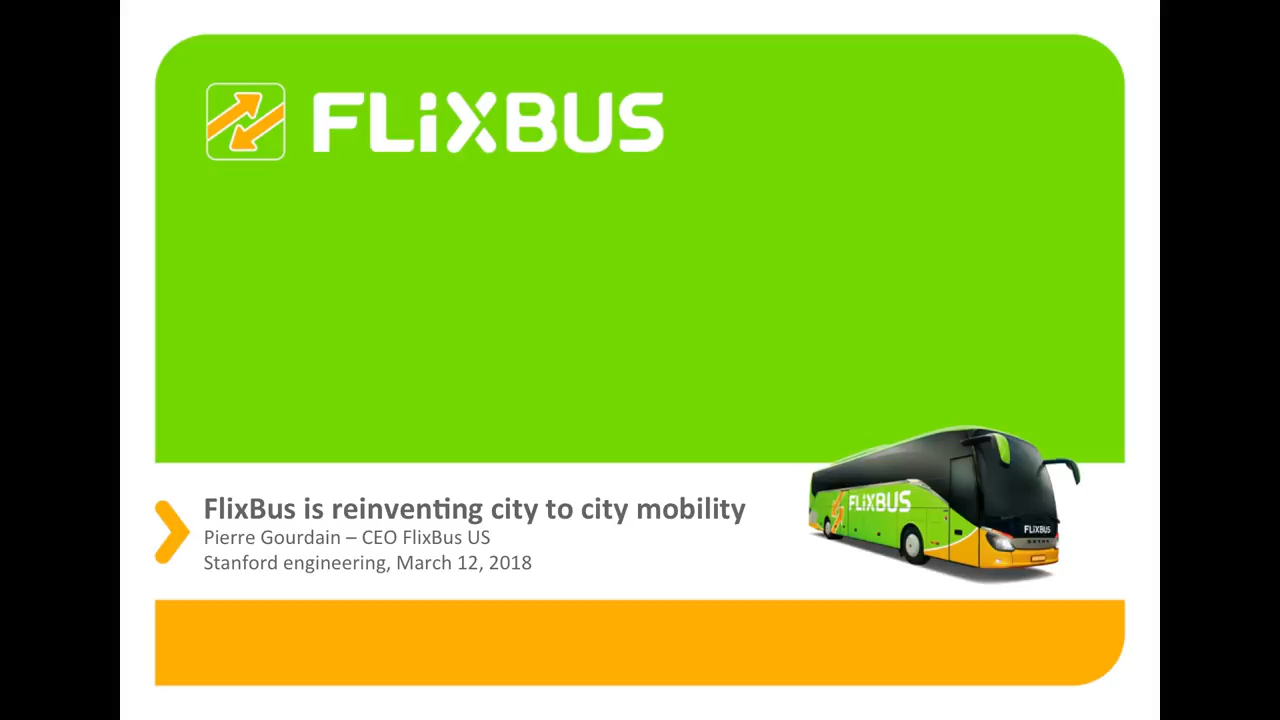 FLiXBUS
FlixBus is reinventing city to city mobility
Pierre Gourdain – CEO FlixBus US
Stanford engineering, March 12, 2018
FLiXBUS
FLiXBUS